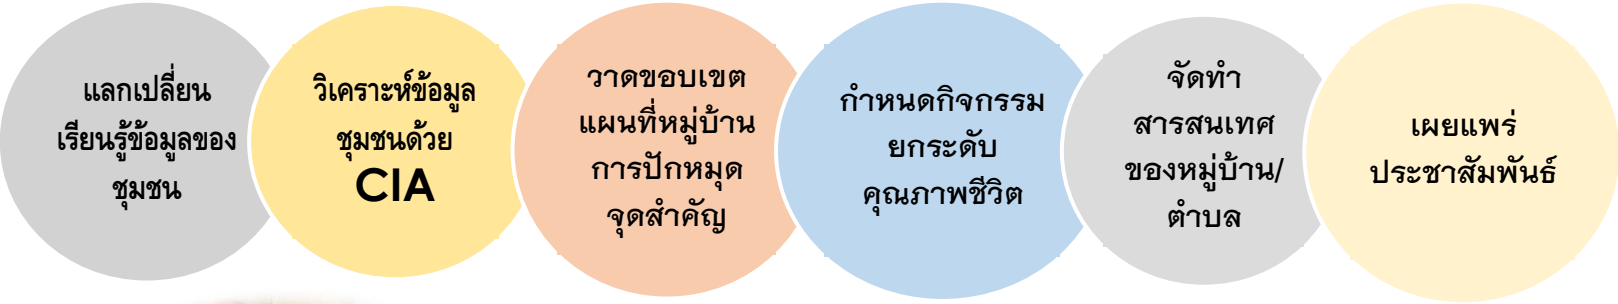 แลกเปลี่ยน
เรียนรู้ข้อมูลของ
ชุมชน
วิเคราะห์ข้อมูล
ชุมชนด้วย
CIA
วาดขอบเขต
แผนที่หมู่บ้าน
การปักหมุด
จุดสำคัญ
กำหนดกิจกรรม
ยกระดับ
คุณภาพชีวิต
จัดทำ
สารสนเทศ
ของหมู่บ้าน/
ตำบล
เผยแพร่
ประชาสัมพันธ์